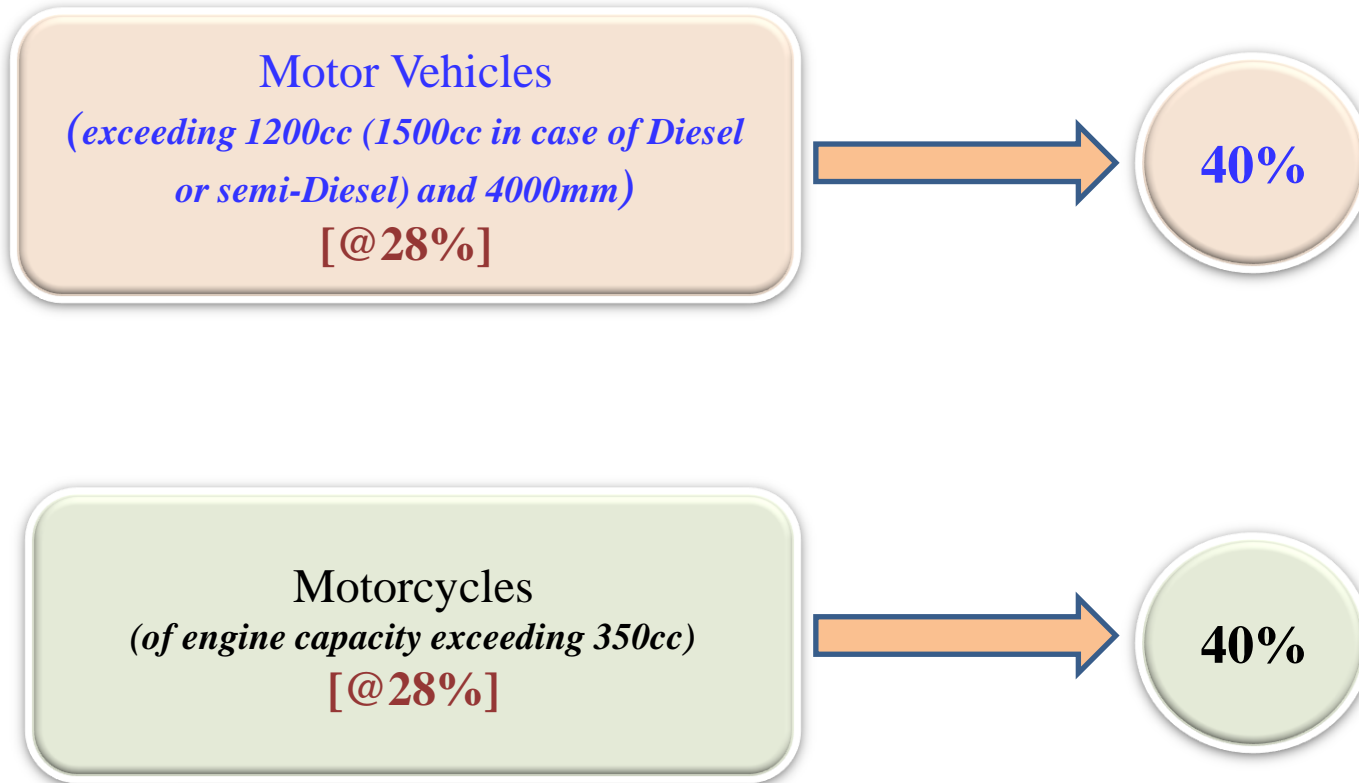 Motor Vehicles
(exceeding 1200cc (1500cc in case of Diesel
or semi-Diesel) and 4000mm)
[@28%]
40%
Motorcycles
(of engine capacity exceeding 350cc)
[@28%]
40%